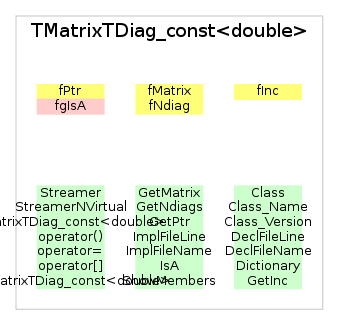 TMatrixTDiag_const<double>
fPtr fMatrix fInc
fgIsA fNdiag
Streamer GetMatrix Class
StreamerNVirtual GetNdiags Class_Name
atrixTDiag_const<double> GetPtr Class_Version
operator() ImplFileLine DeclFileLine
operator= ImplFileName DeclFileName
operator[] IsA Dictionary
atrixTDiag_const<double> ShowMembers GetInc